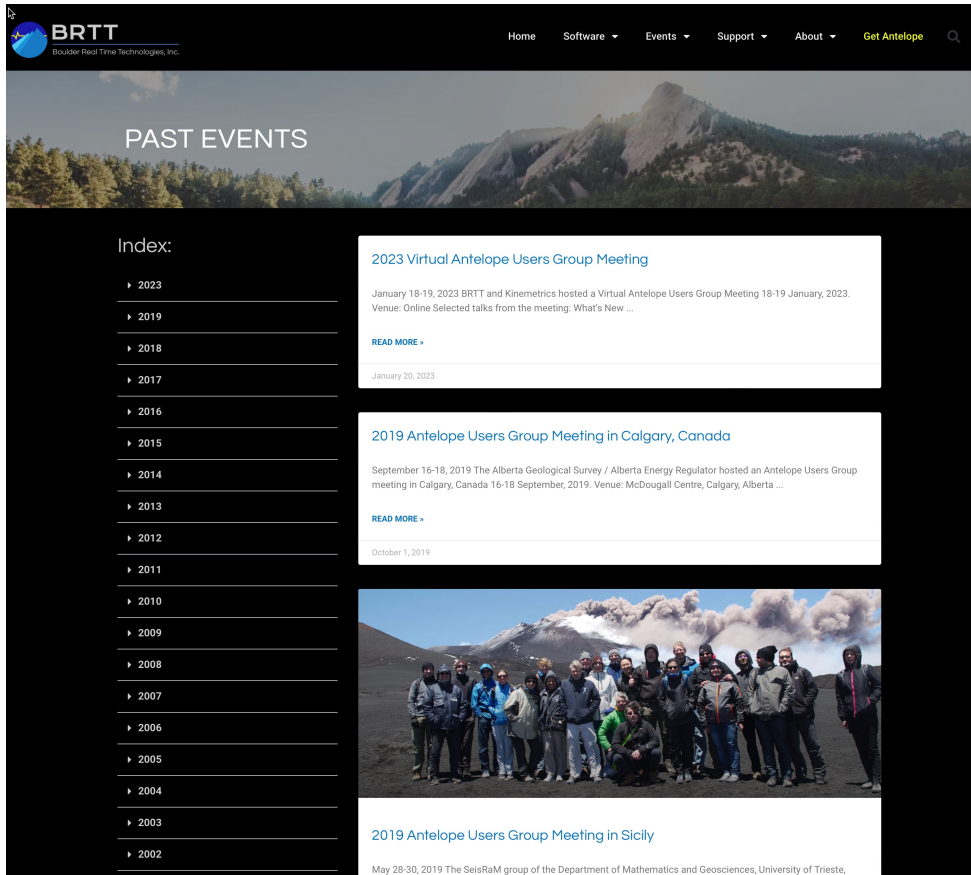 BRTT
Boulder Real Time Technologies, Inc.
Home
Software
Events
Support
About
Get Antelope
PAST EVENTS
Index:
2023
2019
2018
2017
2016
2015
2014
2013
2012
2011
2010
2009
2008
2007
2006
2005
2004
2003
2002
2023 Virtual Antelope Users Group Meeting
January 18-19, 2023 BRTT and Kinemetrics hosted a Virtual Antelope Users Group Meeting 18-19 January, 2023.
Venue: Online Selected talks from the meeting: What's New ...
READ MORE »
January 20, 2023
2019 Antelope Users Group Meeting in Calgary, Canada
September 16-18, 2019 The Alberta Geological Survey / Alberta Energy Regulator hosted an Antelope Users Group
meeting in Calgary, Canada 16-18 September, 2019. Venue: McDougall Centre, Calgary, Alberta ...
READ MORE »
October 1, 2019
2019 Antelope Users Group Meeting in Sicily
May 28-30, 2019 The SeisRaM group of the Department of Mathematics and Geosciences, University of Trieste,